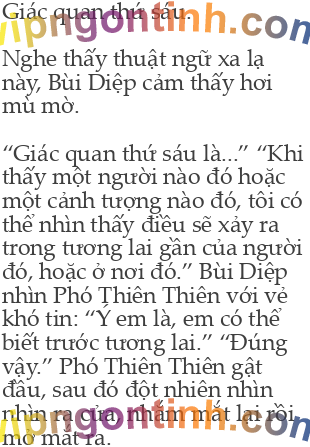 Giác quan thứ sáu.
vipngontinh.com
Nghe thấy thuật ngữ xa lạ
này, Bùi Diệp cảm thấy hơi
mù mờ.
“Giác quan thứ sáu là...” “Khi
thấy một người nào đó hoặc
một cảnh tượng nào đó, tôi có
thể nhìn thấy điều sẽ xảy ra
trong tương lai gần của người
đó, hoặc ở nơi đó.” Bùi Diệp
nhìn Phó Thiên Thiên với vẻ
khó tin: “Ý em là, em có thể
biết trước tương lai.” “Đúng
vậy.” Phó Thiên Thiên gật
đầu, sau đó đột nhiên nhìn
nhìn ra cửa, nhắm mắt lại rồi
mở mắt ra.
vipngontinh.com